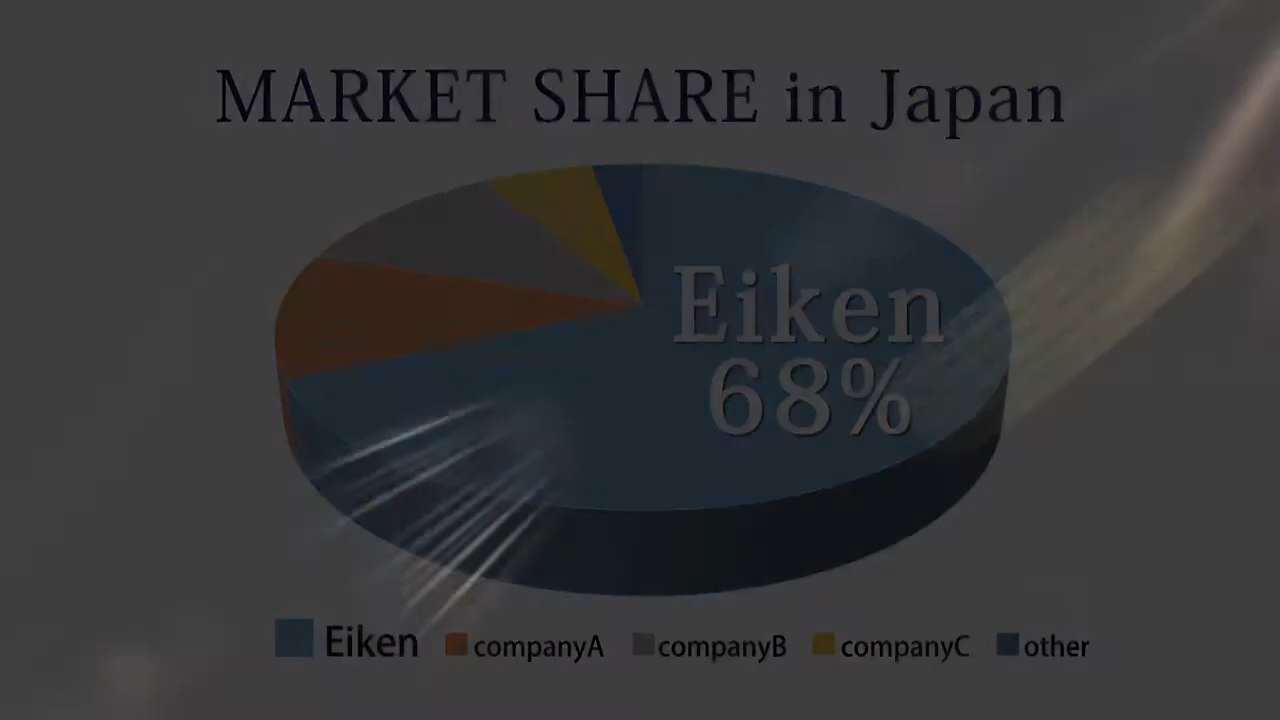 MARKET SHARE in Japan
Eiken
68%
Eiken companyA companyB companyC other